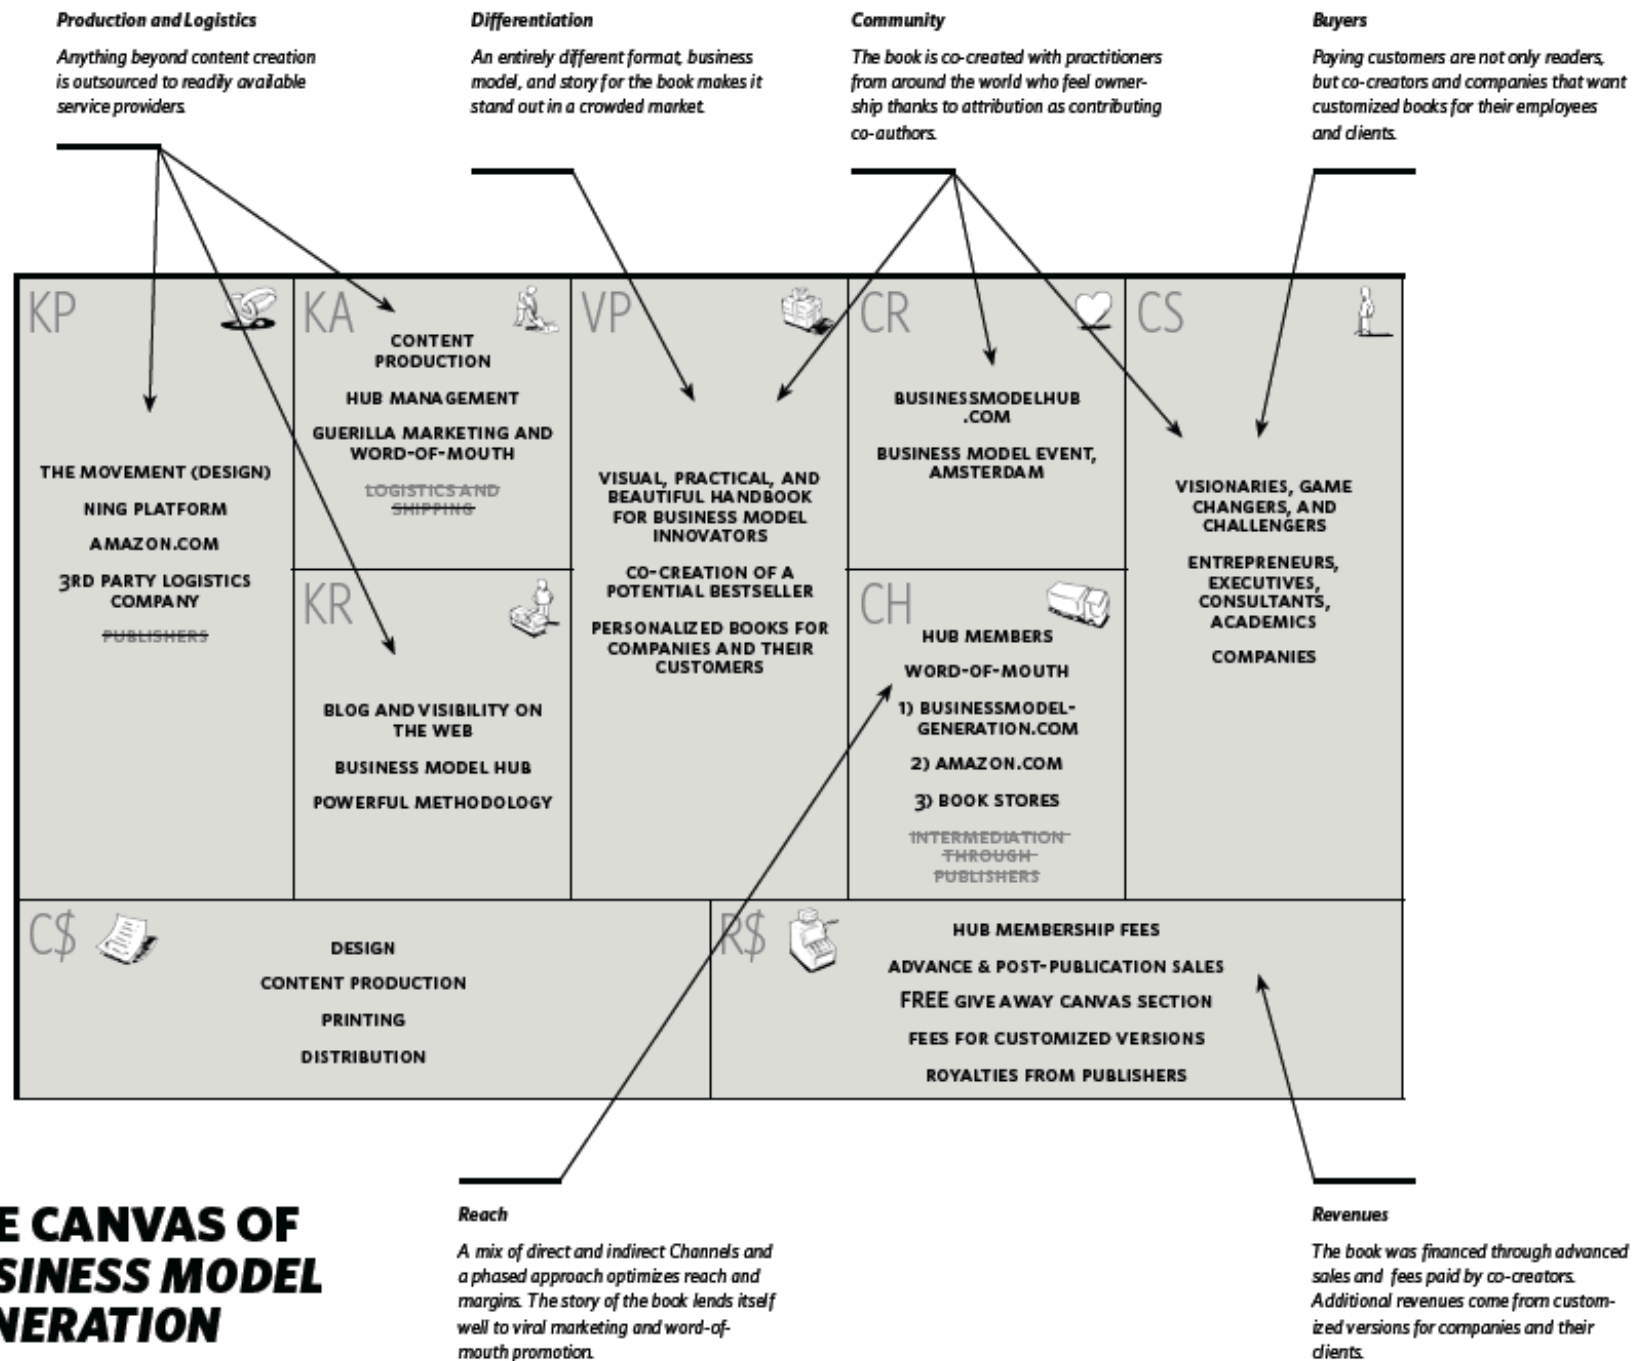 Production and Logistics
Anything beyond content creation
is outsourced to readily available
service providers.
Differentiation
An entirely different format, business
model, and story for the book makes it
stand out in a crowded market.
Community
The book is co-created with practitioners
from around the world who feel owner-
ship thanks to attribution as contributing
co-authors.
Buyers
Paying customers are not only readers,
but co-creators and companies that want
customized books for their employees
and clients.
KP
THE MOVEMENT (DESIGN)
NING PLATFORM
AMAZON.COM
3RD PARTY LOGISTICS
COMPANY
PUBLISHERS
KA
CONTENT
PRODUCTION
HUB MANAGEMENT
GUERILLA MARKETING AND
WORD-OF-MOUTH
LOGISTICS AND
SHIPPING
KR
BLOG AND VISIBILITY ON
THE WEB
BUSINESS MODEL HUB
POWERFUL METHODOLOGY
VP
VISUAL, PRACTICAL, AND
BEAUTIFUL HANDBOOK
FOR BUSINESS MODEL
INNOVATORS
CO-CREATION OF A
POTENTIAL BESTSELLER
PERSONALIZED BOOKS FOR
COMPANIES AND THEIR
CUSTOMERS
CR
BUSINESSMODELHUB
.COM
BUSINESS MODEL EVENT,
AMSTERDAM
CH
HUB MEMBERS
WORD-OF-MOUTH
1) BUSINESSMODEL-
GENERATION.COM
2) AMAZON.COM
3) BOOK STORES
INTERMEDIATION
THROUGH
PUBLISHERS
CS
VISIONARIES, GAME
CHANGERS, AND
CHALLENGERS
ENTREPRENEURS,
EXECUTIVES,
CONSULTANTS,
ACADEMICS
COMPANIES
C$
DESIGN
CONTENT PRODUCTION
PRINTING
DISTRIBUTION
R$
HUB MEMBERSHIP FEES
ADVANCE & POST-PUBLICATION SALES
FREE GIVE AWAY CANVAS SECTION
FEES FOR CUSTOMIZED VERSIONS
ROYALTIES FROM PUBLISHERS
E CANVAS OF
SINESS MODEL
NERATION
Reach
A mix of direct and indirect Channels and
a phased approach optimizes reach and
margins. The story of the book lends itself
well to viral marketing and word-of-
mouth promotion.
Revenues
The book was financed through advanced
sales and fees paid by co-creators.
Additional revenues come from custom-
ized versions for companies and their
clients.